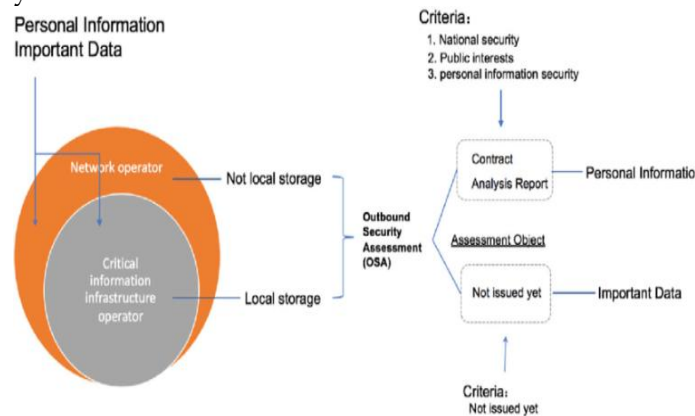 y
Personal Information
Important Data
Criteria:
1. National security
2. Public interests
3. personal information security
Network operator
Not local storage
Contract
Analysis Report
Personal Informatio
Outbound
Security
Assessment
(OSA)
Assessment Object
Critical
information
infrastructure
operator
Local storage
Not issued yet
Important Data
Criteria:
Not issued yet